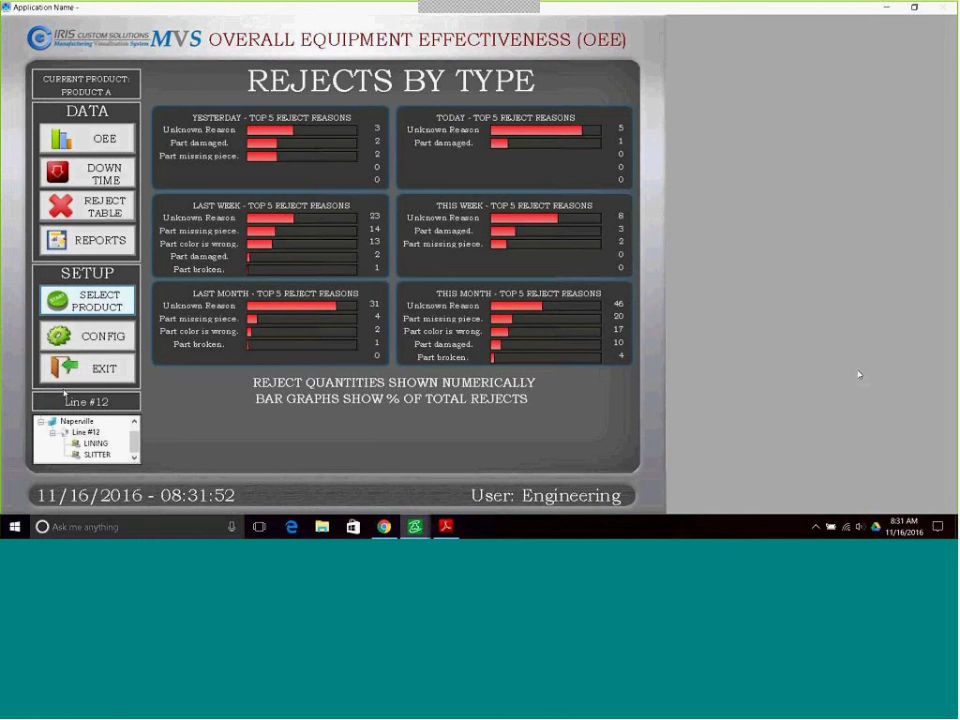 Application Name -
IRIS CUSTOM SOLUTIONS
Manufacturing Visualization System
MVS OVERALL EQUIPMENT EFFECTIVENESS (OEE)
CURRENT PRODUCT:
PRODUCT A
DATA
OEE
DOWN
TIME
REJECT
TABLE
REPORTS
SETUP
SELECT
PRODUCT
CONFIG
EXIT
Line #12
Naperville
Line #12
LINING
SLITTER
REJECTS BY TYPE
YESTERDAY - TOP 5 REJECT REASONS
Unknown Reason 3
Part damaged. 2
Part missing piece. 2
0
0
TODAY - TOP 5 REJECT REASONS
Unknown Reason 5
Part damaged. 1
0
0
0
LAST WEEK - TOP 5 REJECT REASONS
Unknown Reason 23
Part missing piece. 14
Part color is wrong. 13
Part damaged. 2
Part broken. 1
THIS WEEK - TOP 5 REJECT REASONS
Unknown Reason 8
Part damaged. 3
Part missing piece. 2
0
0
LAST MONTH - TOP 5 REJECT REASONS
Unknown Reason 31
Part missing piece. 4
Part color is wrong. 2
Part broken. 1
0
THIS MONTH - TOP 5 REJECT REASONS
Unknown Reason 46
Part missing piece. 20
Part color is wrong. 17
Part damaged. 10
Part broken. 4
REJECT QUANTITIES SHOWN NUMERICALLY
BAR GRAPHS SHOW % OF TOTAL REJECTS
11/16/2016 - 08:31:52
User: Engineering
Ask me anything
8:31 AM
11/16/2016